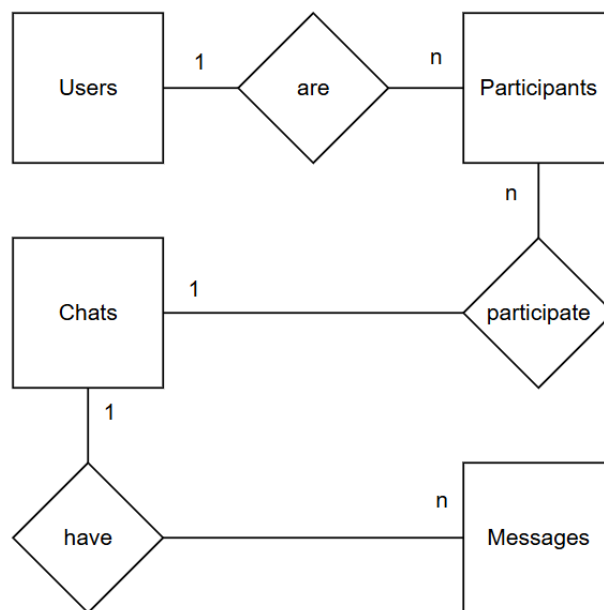 1
n
Users
are
Participants
n
1
Chats
participate
1
n
have
Messages